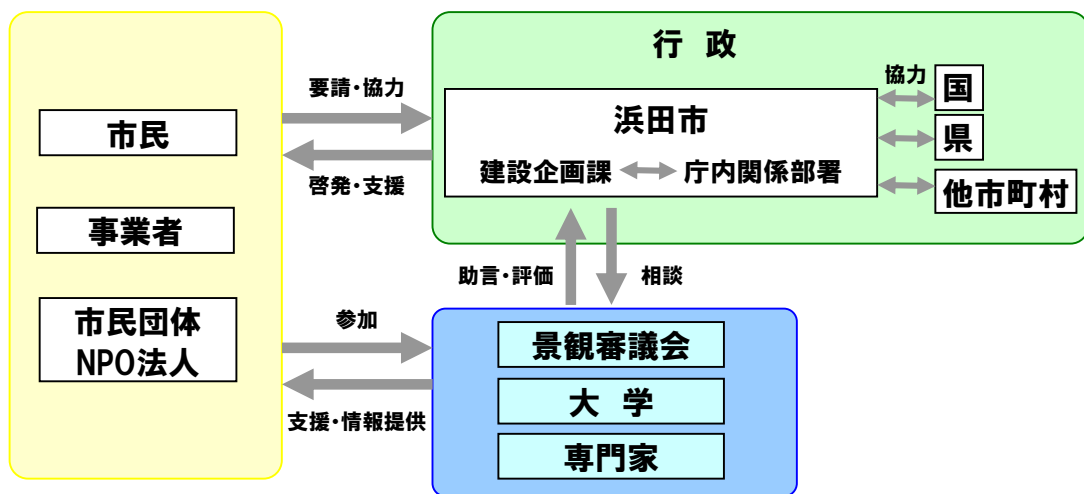 行 政
浜田市
建設企画課
庁内関係部署
協力
国
県
他市町村
要請・協力
啓発・支援
市民
事業者
市民団体
NPO法人
助言・評価
相談
参加
支援・情報提供
景観審議会
大 学
専門家